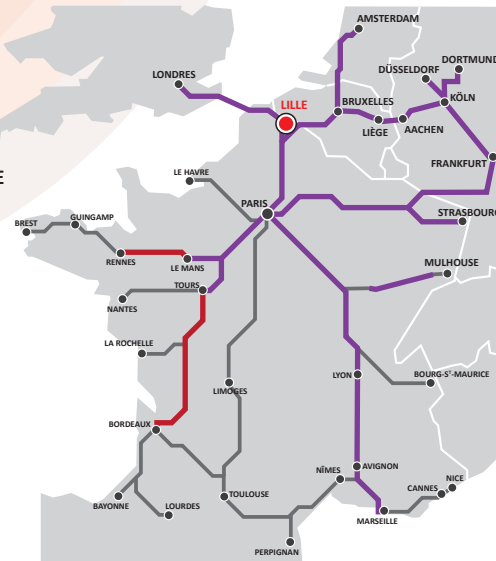 AMSTERDAM
DORTMUND
DÜSSELDORF
LONDRES
KÖLN
LILLE
BRUXELLES
LIÈGE
AACHEN
FRANKFURT
E
LE HAVRE
PARIS
STRASBOURG
BREST
GUINGAMP
RENNES
LE MANS
MULHOUSE
TOURS
NANTES
LA ROCHELLE
LYON
BOURG-Sᵗ-MAURICE
LIMOGES
BORDEAUX
NÎMES
AVIGNON
NICE
CANNES
TOULOUSE
BAYONNE
LOURDES
MARSEILLE
PERPIGNAN